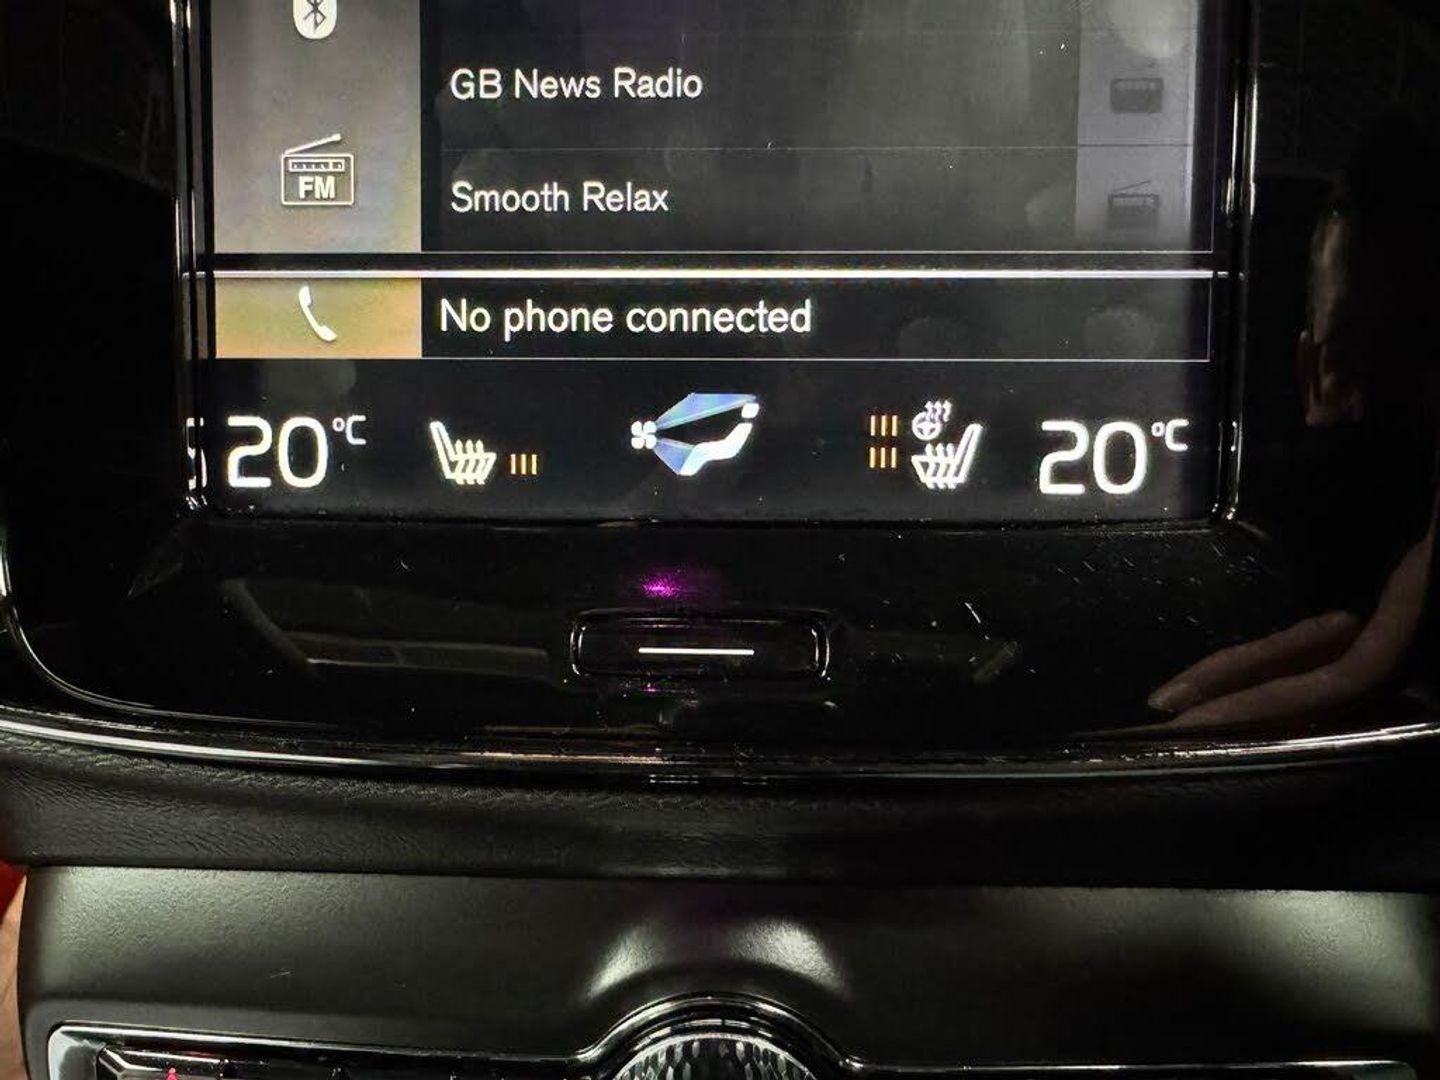 GB News Radio
FM
Smooth Relax
No phone connected
20°C
20°C